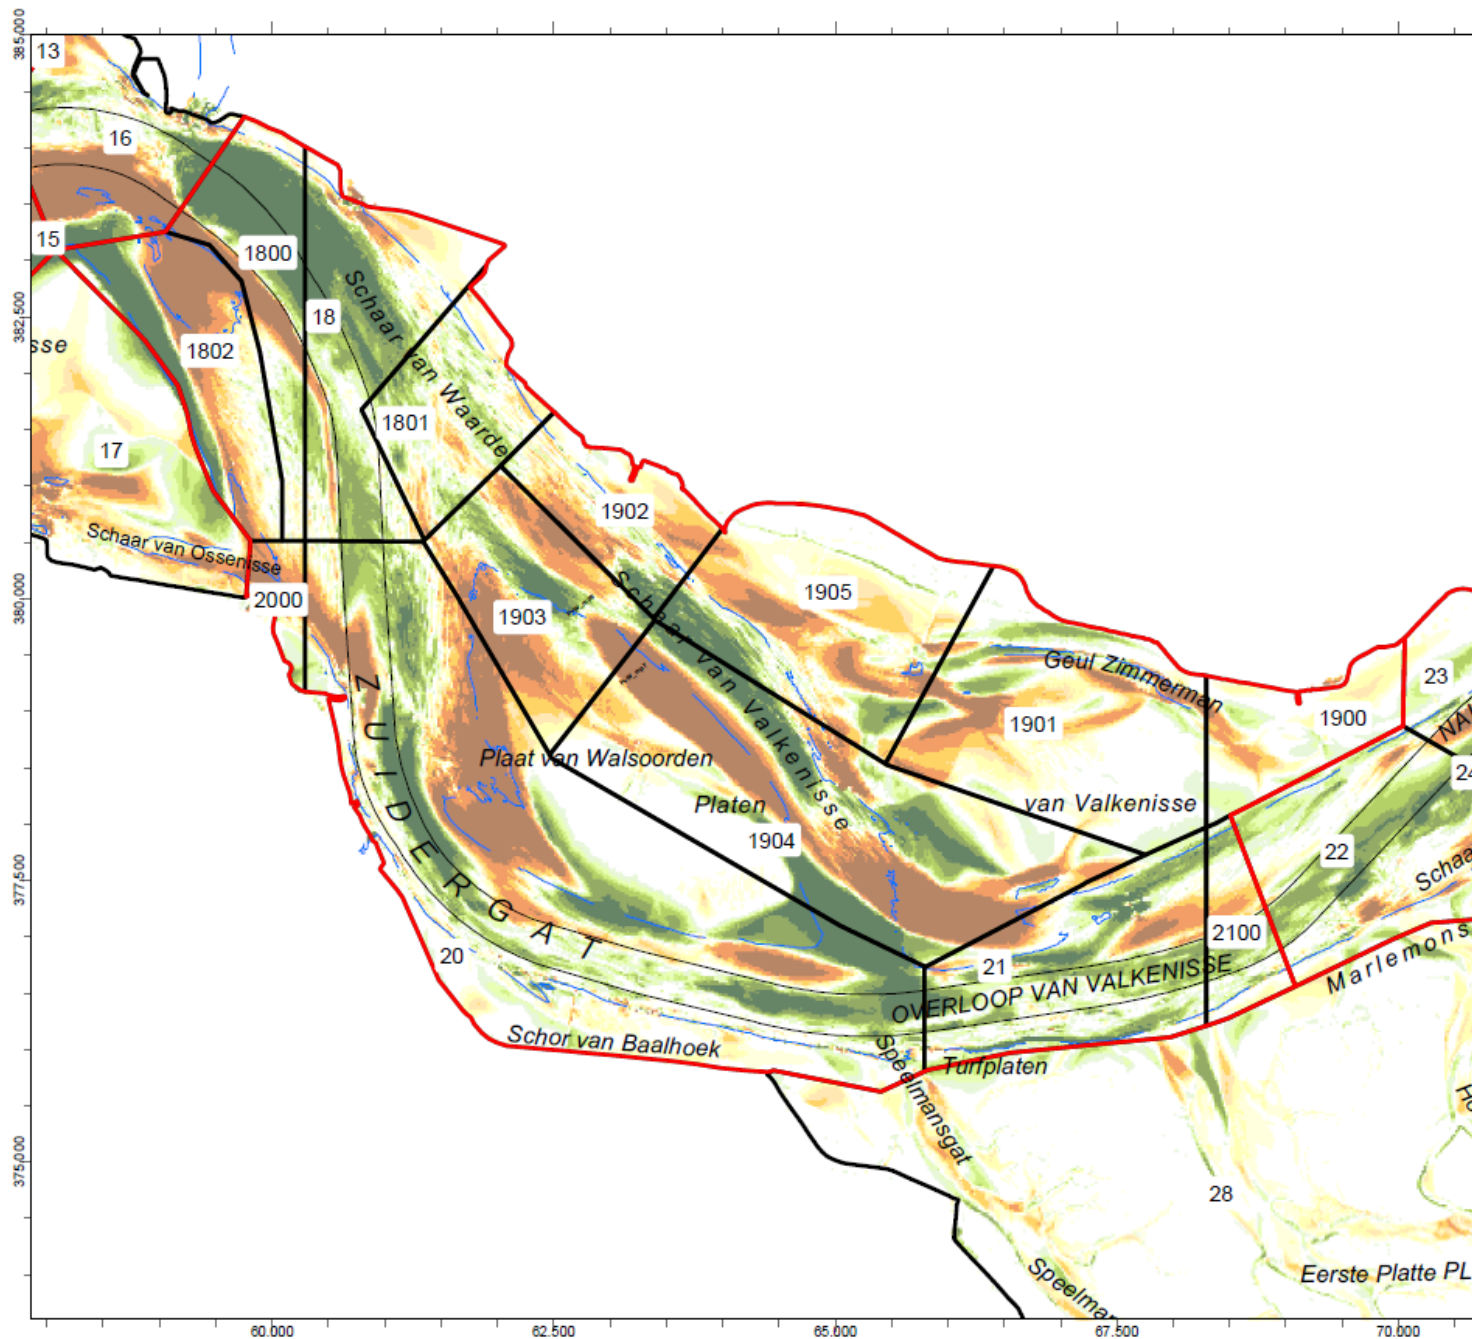 385.000
382.500
380.000
377.500
375.000
13
16
15
1800
18
1802
sse
17
Schaar van Waarde
1801
Schaar van Ossenisse
2000
1902
1903
1905
Schaar van Valkenisse
Geul Zimmerman
1901
1900
23
24
22
NAU
Schaa
ZUIDERGAT
Plaat van Walsoorden
Platen
van Valkenisse
1904
20
21
2100
OVERLOOP VAN VALKENISSE
Marlemons
Schor van Baalhoek
Speelmansgat
Turfplaten
28
Speelma
Eerste Platte PL
60.000
62.500
65.000
67.500
70.000